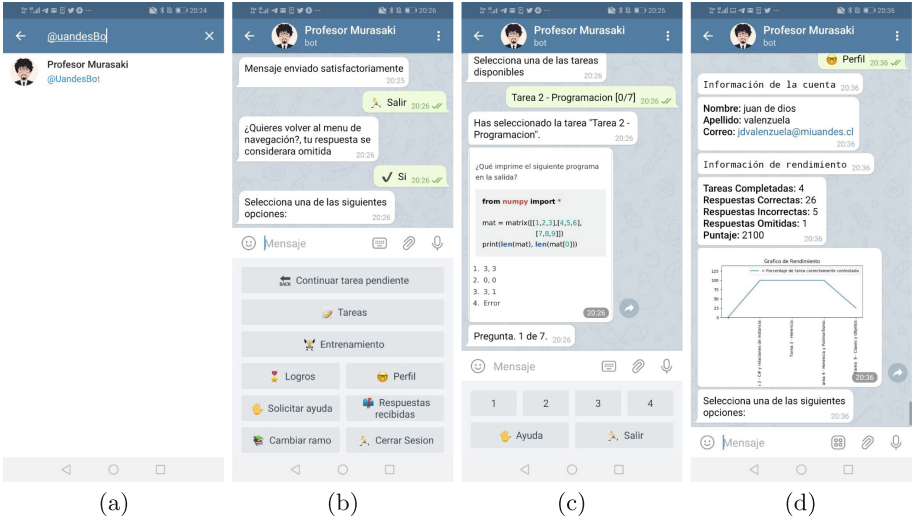 20:24
@uandesBo
Profesor Murasaki
@UandesBot
(a)
20:26
Profesor Murasaki
bot
Mensaje enviado satisfactoriamente
20:25
Salir 20:26
¿Quieres volver al menu de
navegación?, tu respuesta se
considerara omitida
20:26
Si 20:26
Selecciona una de las siguientes
opciones:
20:26
Mensaje
BACK Continuar tarea pendiente
Tareas
Entrenamiento
Logros
Perfil
Solicitar ayuda
Respuestas
recibidas
Cambiar ramo
Cerrar Sesion
(b)
20:26
Profesor Murasaki
bot
Selecciona una de las tareas
disponibles
20:26
Tarea 2 - Programacion [0/7] 20:26
Has seleccionado la tarea "Tarea 2 -
Programacion".
20:26
¿Qué imprime el siguiente programa
en la salida?
from numpy import *
mat = matrix([[1,2,3],[4,5,6],
[7,8,9]])
print(len(mat), len(mat[0]))
1. 3, 3
2. 0, 0
3. 3, 1
4. Error
20:26
Pregunta. 1 de 7. 20:26
Mensaje
1 2 3 4
Ayuda
Salir
(c)
20:36
Profesor Murasaki
bot
Perfil 20:36
Información de la cuenta 20:36
Nombre: juan de dios
Apellido: valenzuela
Correo: jdvalenzuela@miuandes.cl
20:36
Información de rendimiento 20:36
Tareas Completadas: 4
Respuestas Correctas: 26
Respuestas Incorrectas: 5
Respuestas Omitidas: 1
Puntaje: 2100
20:36
Grafico de Rendimiento
= Porcentaje de tarea correctamente contestada
125
100
75
50
25
0
Tarea 3 - Herencia
20:36
Selecciona una de las siguientes
opciones:
20:36
Mensaje
(d)